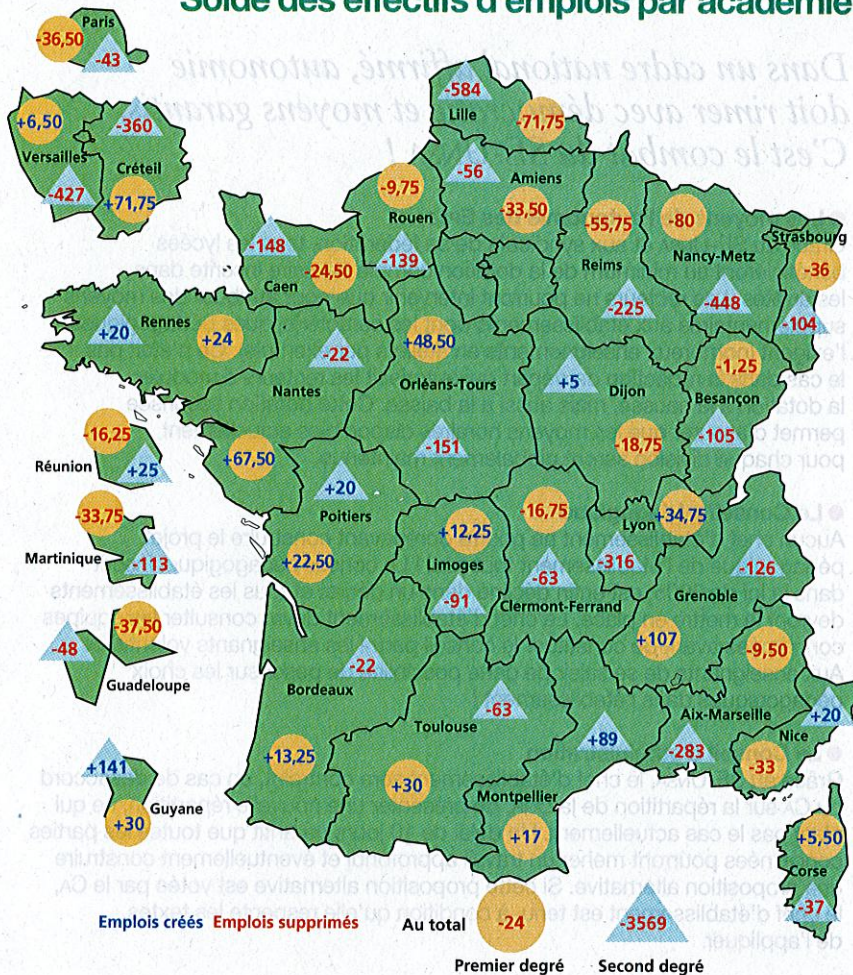 Solde des effectifs d'emplois par académie
Paris
-36,50
-43
+6,50
-360
Versailles
Créteil
-427
+71,75
-584
Lille
-71,75
-56
Amiens
-33,50
-9,75
Rouen
-139
-148
Caen
-24,50
-55,75
Reims
-225
-80
Nancy-Metz
-448
Strasbourg
-36
-104
Rennes
+20
+24
-22
Nantes
+67,50
+48,50
Orléans-Tours
-151
+5
Dijon
-18,75
-1,25
Besançon
-105
-16,25
Réunion
+25
+20
Poitiers
+22,50
+12,25
Limoges
-91
+16,75
-63
Clermont-Ferrand
Lyon
+34,75
-316
-126
Grenoble
+107
-33,75
Martinique
-113
-37,50
-48
Guadeloupe
-22
Bordeaux
+13,25
-63
Toulouse
+30
+89
Montpellier
+17
-9,50
Aix-Marseille
-283
Nice
+20
-33
+141
Guyane
+30
+5,50
Corse
-37
Emplois créés Emplois supprimés
Au total
-24
-3569
Premier degré
Second degré